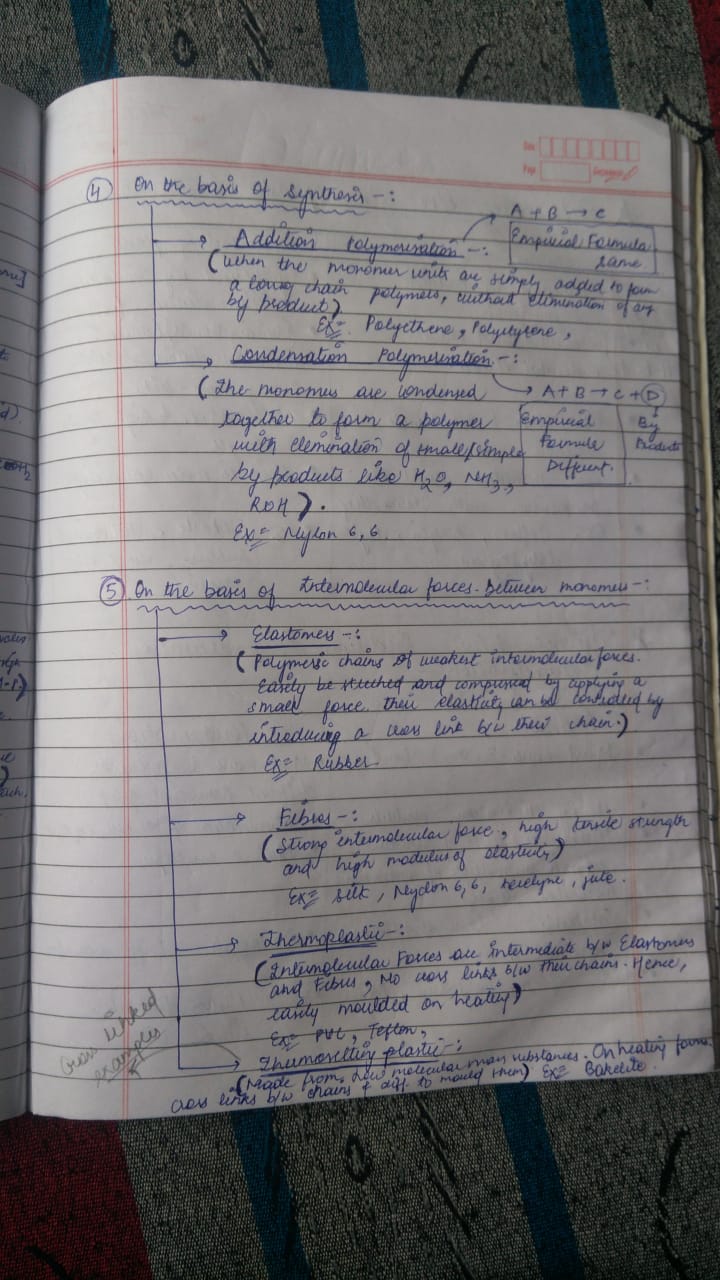 Date
Page
④ On the basis of Synthesis -:
A + B → C
Addition Polymerisation -:
Empirical Formula
same
(When the monomer units are simply added to form
a long chain polymers, without elimination of any
by product).
Ex = Polyethene, Polystyrene,
Condensation Polymerisation -:
(The monomers are condensed
A + B → C + D
together to form a polymer
Empirical
By
with elemination of small/simple
Formula
Products
by products like H2O, NH3,
Different.
ROH).
Ex = Nylon 6,6
⑤ On the basis of Intermolecular forces Between monomers -:
Elastomers -:
(Polymeric chains of weakest intermolecular forces.
Easily be streched and compressed by applying a
small force. their elasticity can be controlled by
introducing a cross link b/w their chain.)
Ex = Rubber
Fibres -:
(Strong intermolecular force, high tensile strength
and high modulus of elasticity)
Ex = Silk, Nylon 6,6, terelyne, jute.
Thermoplastic -:
(Intermolecular Forces are intermediate b/w Elastomers
and Fibres, No cross links b/w their chains. Hence,
easily moulded on heating)
Ex = PVC, Teflon,
Cross linked
examples
Thermosetting plastic -:
(Made from Low molecular mass substances. On heating forms
cross links b/w chains & diff. to mould them) Ex = Bakelite.